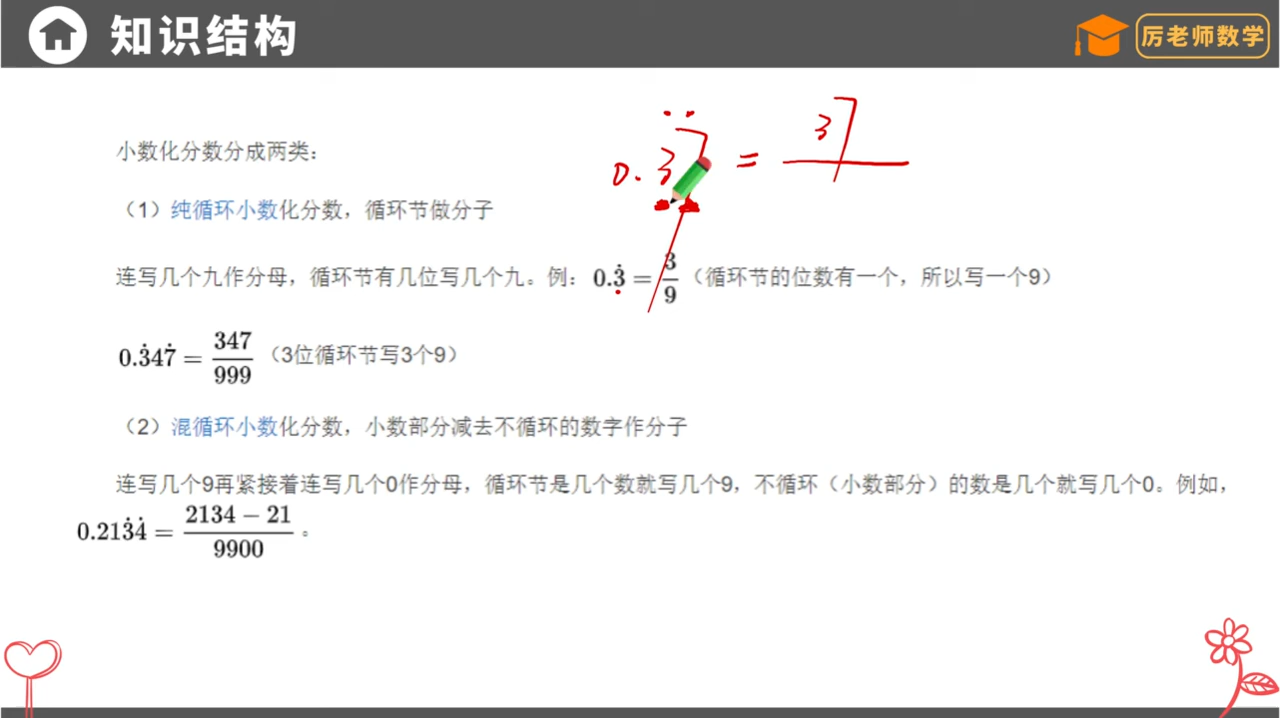 知识结构
厉老师数学
0.3̇7̇ = 37
小数化分数分成两类：
（1）纯循环小数化分数，循环节做分子
连写几个九作分母，循环节有几位写几个九。例：0.3̇ = 3/9（循环节的位数有一个，所以写一个9）
0.3̇47̇ = 347/999（3位循环节写3个9）
（2）混循环小数化分数，小数部分减去不循环的数字作分子
连写几个9再紧接着连写几个0作分母，循环节是几个数就写几个9，不循环（小数部分）的数是几个就写几个0。例如，
0.213̇4̇ = (2134 − 21)/9900。